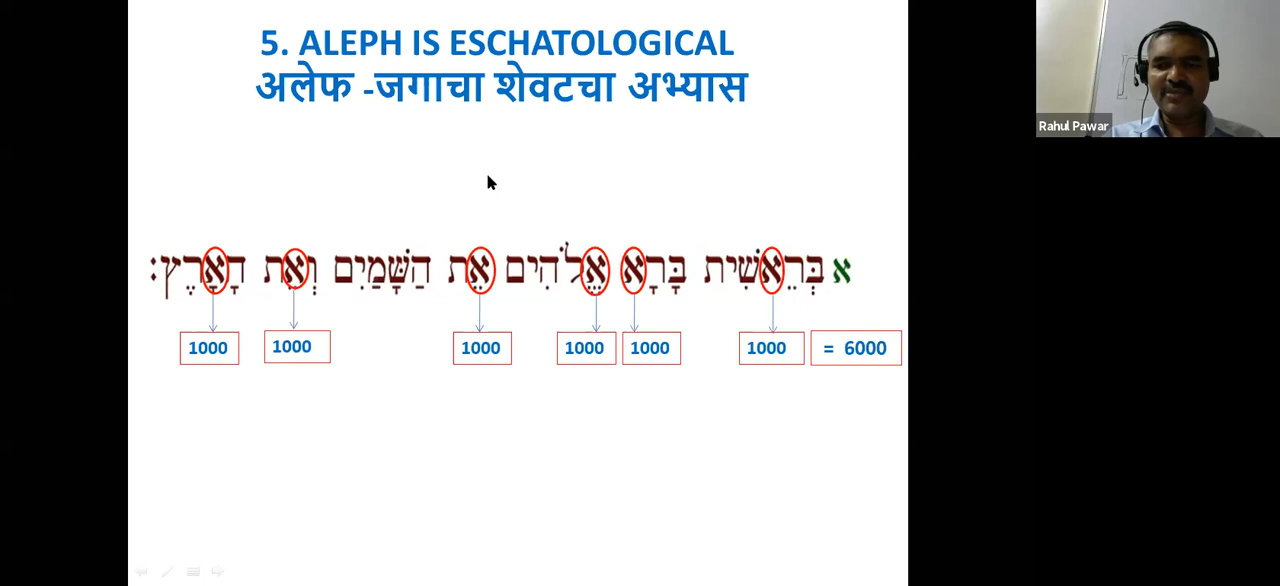 5. ALEPH IS ESCHATOLOGICAL
अलेफ -जगाचा शेवटचा अभ्यास
א בְּרֵאשִׁית בָּרָא אֱלֹהִים אֵת הַשָּׁמַיִם וְאֵת הָאָרֶץ׃
1000 1000 1000 1000 1000 1000 = 6000
Rahul Pawar